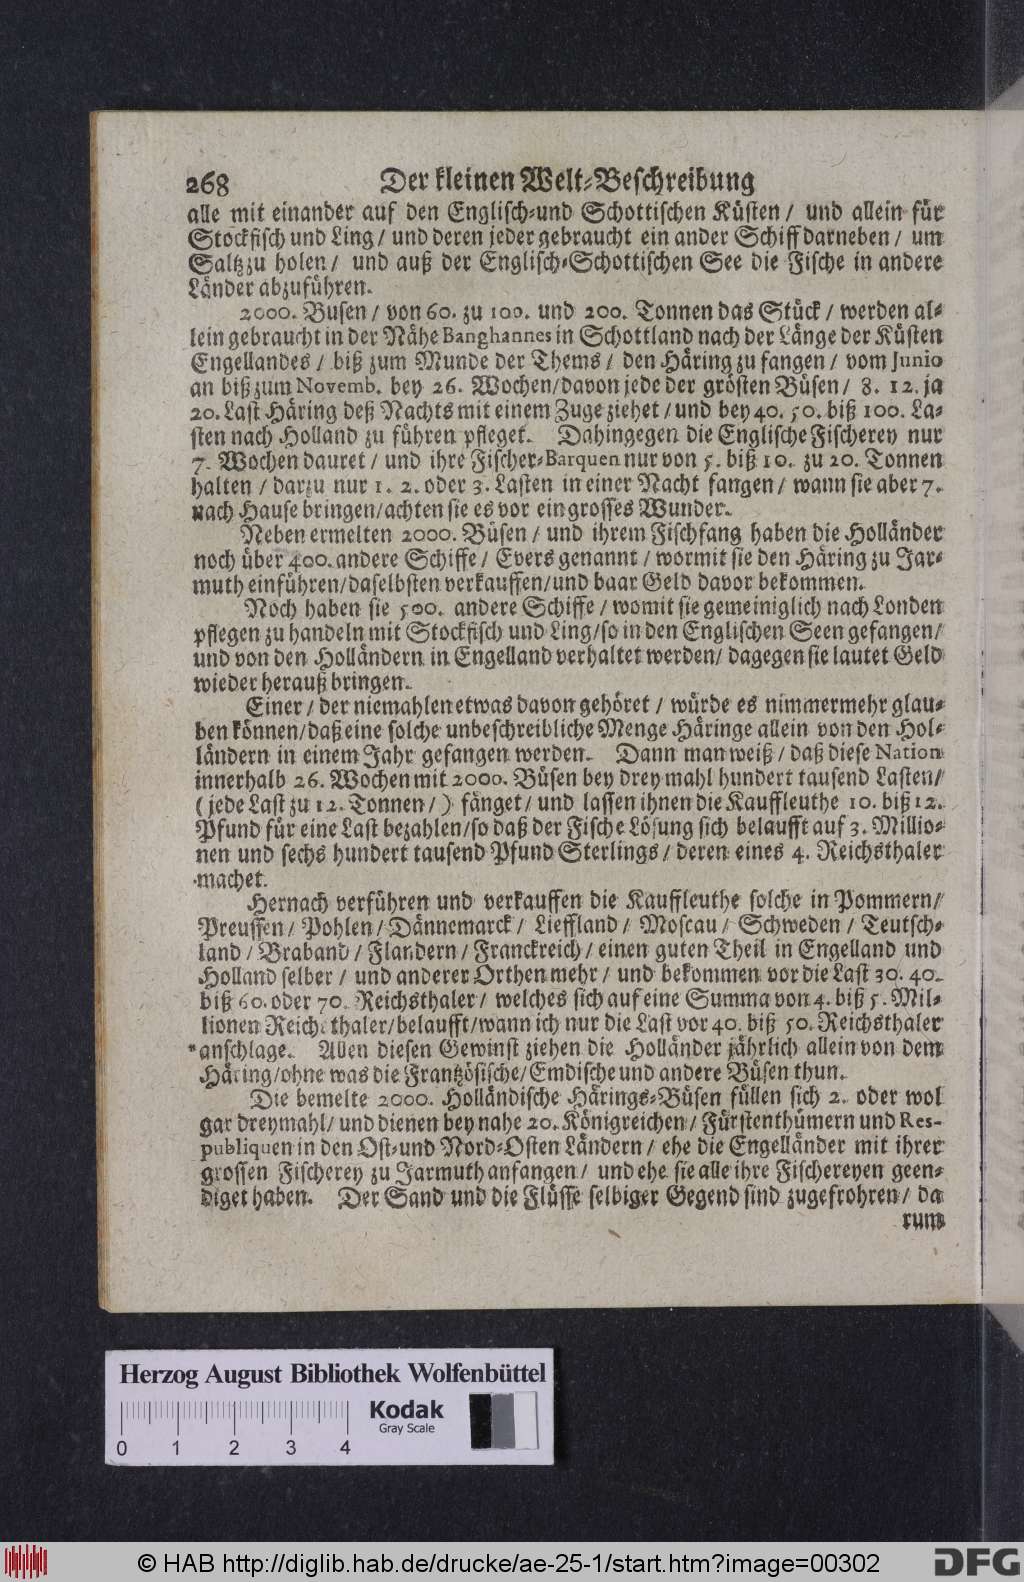 268 Der kleinen Welt-Beschreibung
alle mit einander auf den Englisch-und Schottischen Küsten / und allein für
Stockfisch und Ling / und deren jeder gebraucht ein ander Schiff darneben / um
Saltz zu holen / und auß der Englisch-Schottischen See die Fische in andere
Länder abzuführen.
2000. Busen / von 60. zu 100. und 200. Tonnen das Stück / werden al-
lein gebraucht in der Nähe Banghannes in Schottland nach der Länge der Küsten
Engellandes / biß zum Munde der Thems / den Häring zu fangen / vom Junio
an biß zum Novemb. bey 26. Wochen / davon jede der grösten Büsen / 8. 12. ja
20. Last Häring deß Nachts mit einem Zuge ziehet / und bey 40. 50. biß 100. La-
sten nach Holland zu führen pfleget. Dahingegen die Englische Fischerey nur
7. Wochen dauret / und ihre Fischer-Barquen nur von 5. biß 10. zu 20. Tonnen
halten / darzu nur 1. 2. oder 3. Lasten in einer Nacht fangen / wann sie aber 7.
nach Hause bringen / achten sie es vor ein grosses Wunder.
Neben ermelten 2000. Büsen / und ihrem Fischfang haben die Holländer
noch über 400. andere Schiffe / Evers genannt / wormit sie den Häring zu Jar-
muth einführen / daselbsten verkauffen / und baar Geld davor bekommen.
Noch haben sie 500. andere Schiffe / womit sie gemeiniglich nach Londen
pflegen zu handeln mit Stockfisch und Ling / so in den Englischen Seen gefangen /
und von den Holländern in Engelland verhaltet werden / dagegen sie lautet Geld
wieder herauß bringen.
Einer / der niemahlen etwas davon gehöret / würde es nimmermehr glau-
ben können / daß eine solche unbeschreibliche Menge Häringe allein von den Hol-
ländern in einem Jahr gefangen werden. Dann man weiß / daß diese Nation
innerhalb 26. Wochen mit 2000. Büsen bey drey mahl hundert tausend Lasten /
( jede Last zu 12. Tonnen / ) fänget / und lassen ihnen die Kauffleuthe 10. biß 12.
Pfund für eine Last bezahlen / so daß der Fische Lösung sich belaufft auf 3. Millio-
nen und sechs hundert tausend Pfund Sterlings / deren eines 4. Reichsthaler
machet.
Hernach verführen und verkauffen die Kauffleuthe solche in Pommern /
Preussen / Pohlen / Dännemarck / Lieffland / Moscau / Schweden / Teutsch-
land / Braband / Flandern / Franckreich / einen guten Theil in Engelland und
Holland selber / und anderer Orthen mehr / und bekommen vor die Last 30. 40.
biß 60. oder 70. Reichsthaler / welches sich auf eine Summa von 4. biß 5. Mil-
lionen Reichsthaler / belaufft / wann ich nur die Last vor 40. biß 50. Reichsthaler
anschlage. Allen diesen Gewinst ziehen die Holländer jährlich allein von dem
Häring / ohne was die Frantzösische / Emdische und andere Büsen thun.
Die bemelte 2000. Holländische Härings-Büsen füllen sich 2. oder wol
gar dreymahl / und dienen bey nahe 20. Königreichen / Fürstenthümern und Res-
publiquen in den Ost-und Nord-Osten Ländern / ehe die Engelländer mit ihrer
grossen Fischerey zu Jarmuth anfangen / und ehe sie alle ihre Fischereyen geen-
diget haben. Der Sand und die Flüsse selbiger Gegend sind zugefrohren / da
rum
Herzog August Bibliothek Wolfenbüttel
Kodak
Gray Scale
0 1 2 3 4
© HAB http://diglib.hab.de/drucke/ae-25-1/start.htm?image=00302
DFG